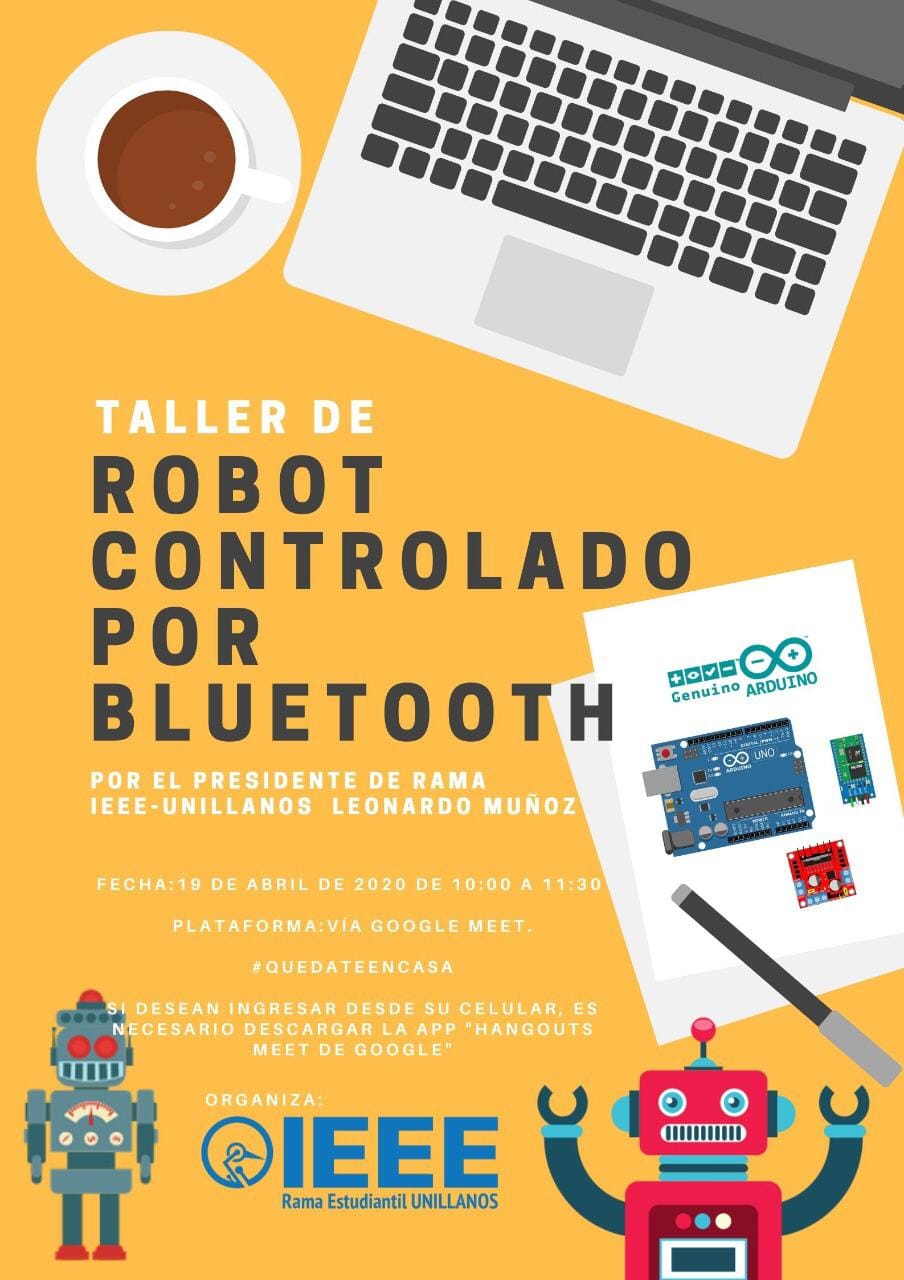 TALLER DE
ROBOT
CONTROLADO
POR
BLUETOOTH
POR EL PRESIDENTE DE RAMA
IEEE-UNILLANOS LEONARDO MUÑOZ
FECHA:19 DE ABRIL DE 2020 DE 10:00 A 11:30
PLATAFORMA:VÍA GOOGLE MEET.
#QUEDATEENCASA
SI DESEAN INGRESAR DESDE SU CELULAR, ES
NECESARIO DESCARGAR LA APP "HANGOUTS
MEET DE GOOGLE"
ORGANIZA:
IEEE
Rama Estudiantil UNILLANOS
Genuino ARDUINO
UNO
ARDUINO